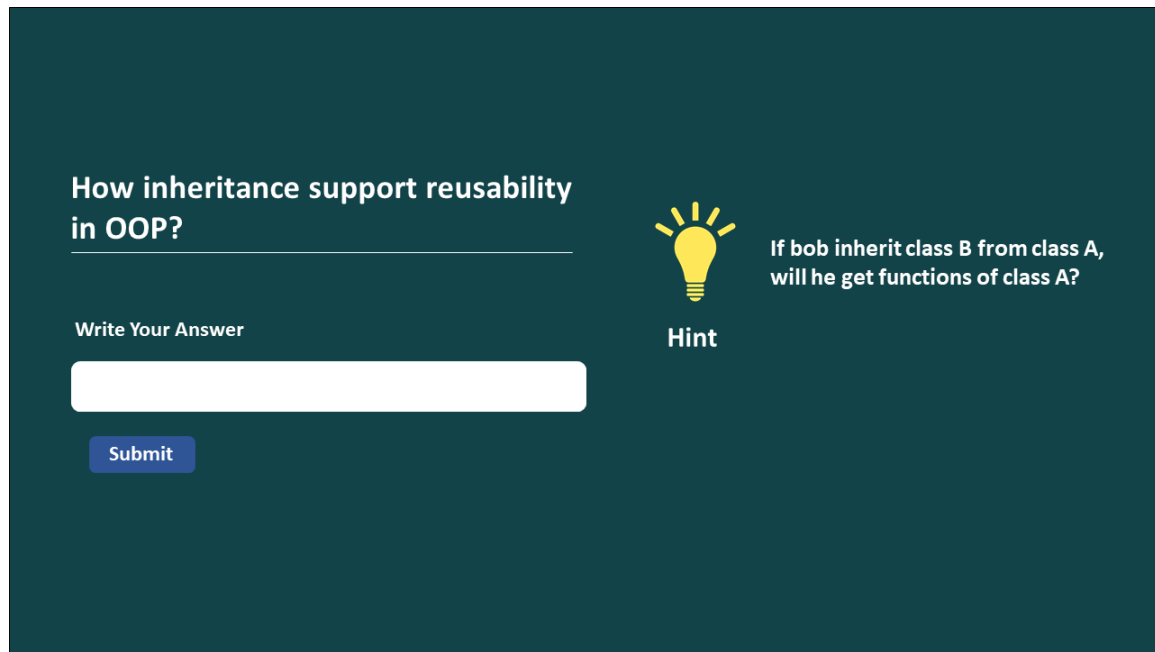 How inheritance support reusability
in OOP?
Write Your Answer
Submit
Hint
If bob inherit class B from class A,
will he get functions of class A?